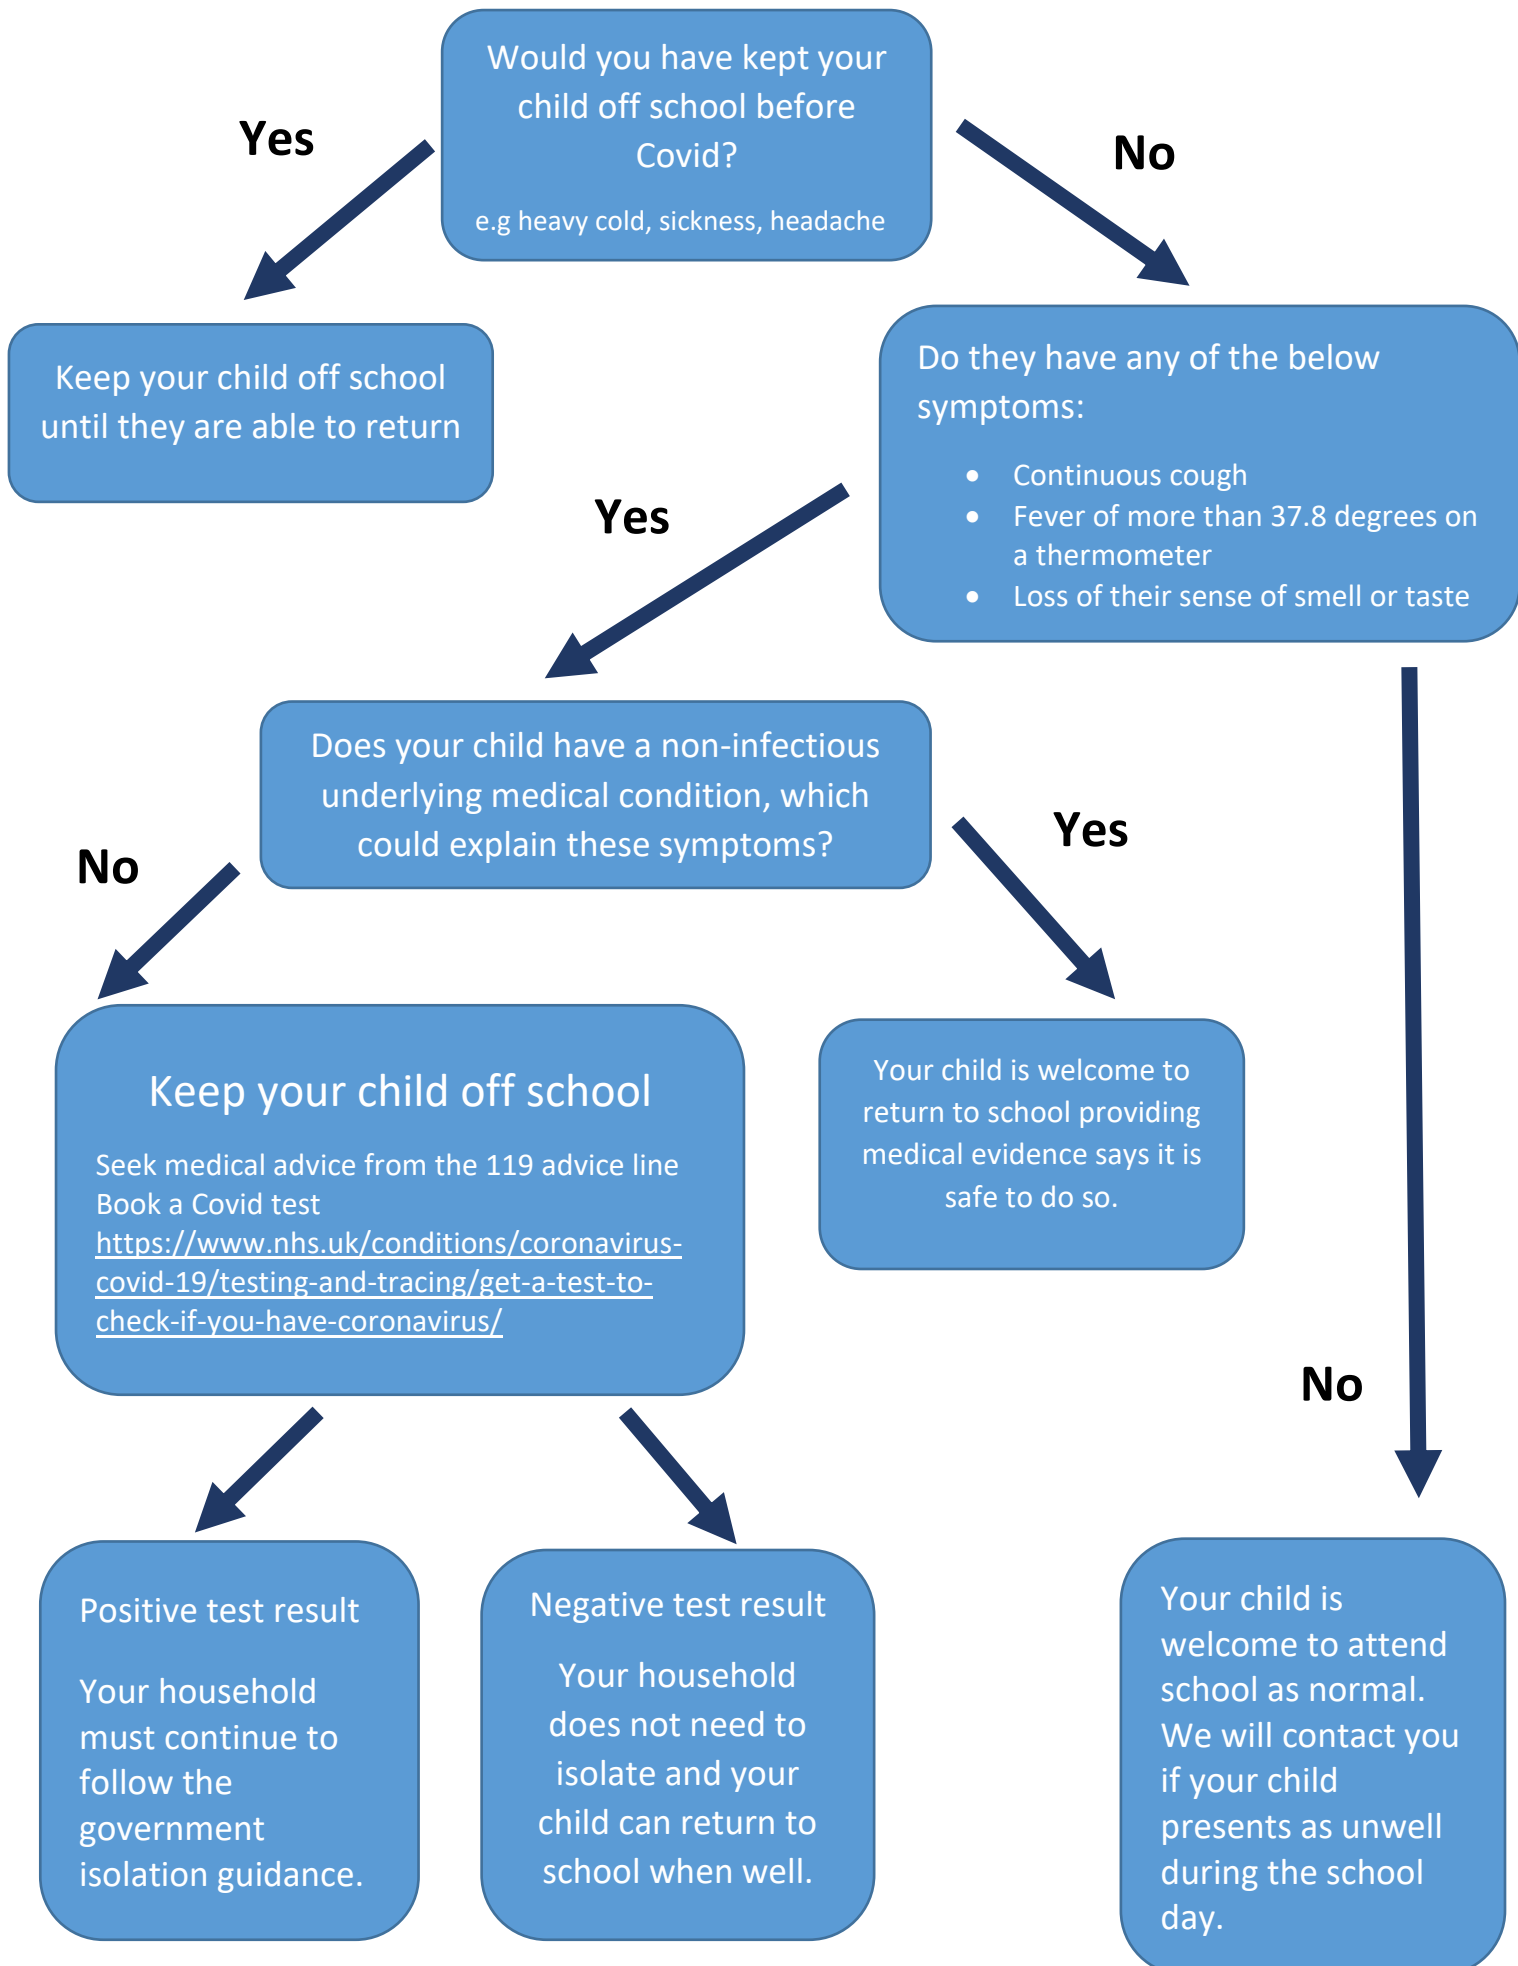 Would you have kept your
child off school before
Covid?
e.g heavy cold, sickness, headache
Yes
No
Keep your child off school
until they are able to return
Do they have any of the below
symptoms:
• Continuous cough
• Fever of more than 37.8 degrees on
a thermometer
• Loss of their sense of smell or taste
Yes
Does your child have a non-infectious
underlying medical condition, which
could explain these symptoms?
No
Yes
Keep your child off school
Seek medical advice from the 119 advice line
Book a Covid test
https://www.nhs.uk/conditions/coronavirus-
covid-19/testing-and-tracing/get-a-test-to-
check-if-you-have-coronavirus/
Your child is welcome to
return to school providing
medical evidence says it is
safe to do so.
No
Positive test result
Your household
must continue to
follow the
government
isolation guidance.
Negative test result
Your household
does not need to
isolate and your
child can return to
school when well.
Your child is
welcome to attend
school as normal.
We will contact you
if your child
presents as unwell
during the school
day.